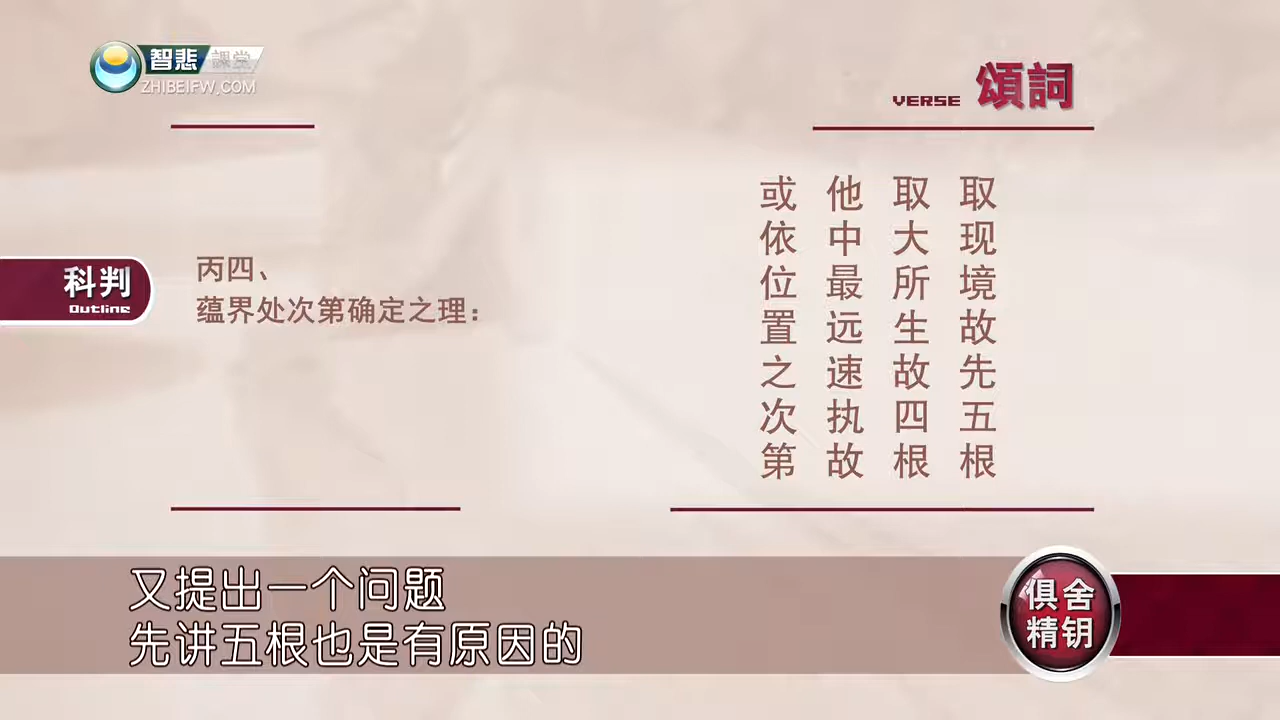 智悲課堂
ZHIBEIFW.COM
VERSE 頌詞
取现境故先五根
取大所生故四根
他中最远速执故
或依位置之次第
科判
Outline
丙四、
蕴界处次第确定之理：
又提出一个问题
先讲五根也是有原因的
俱舍
精钥